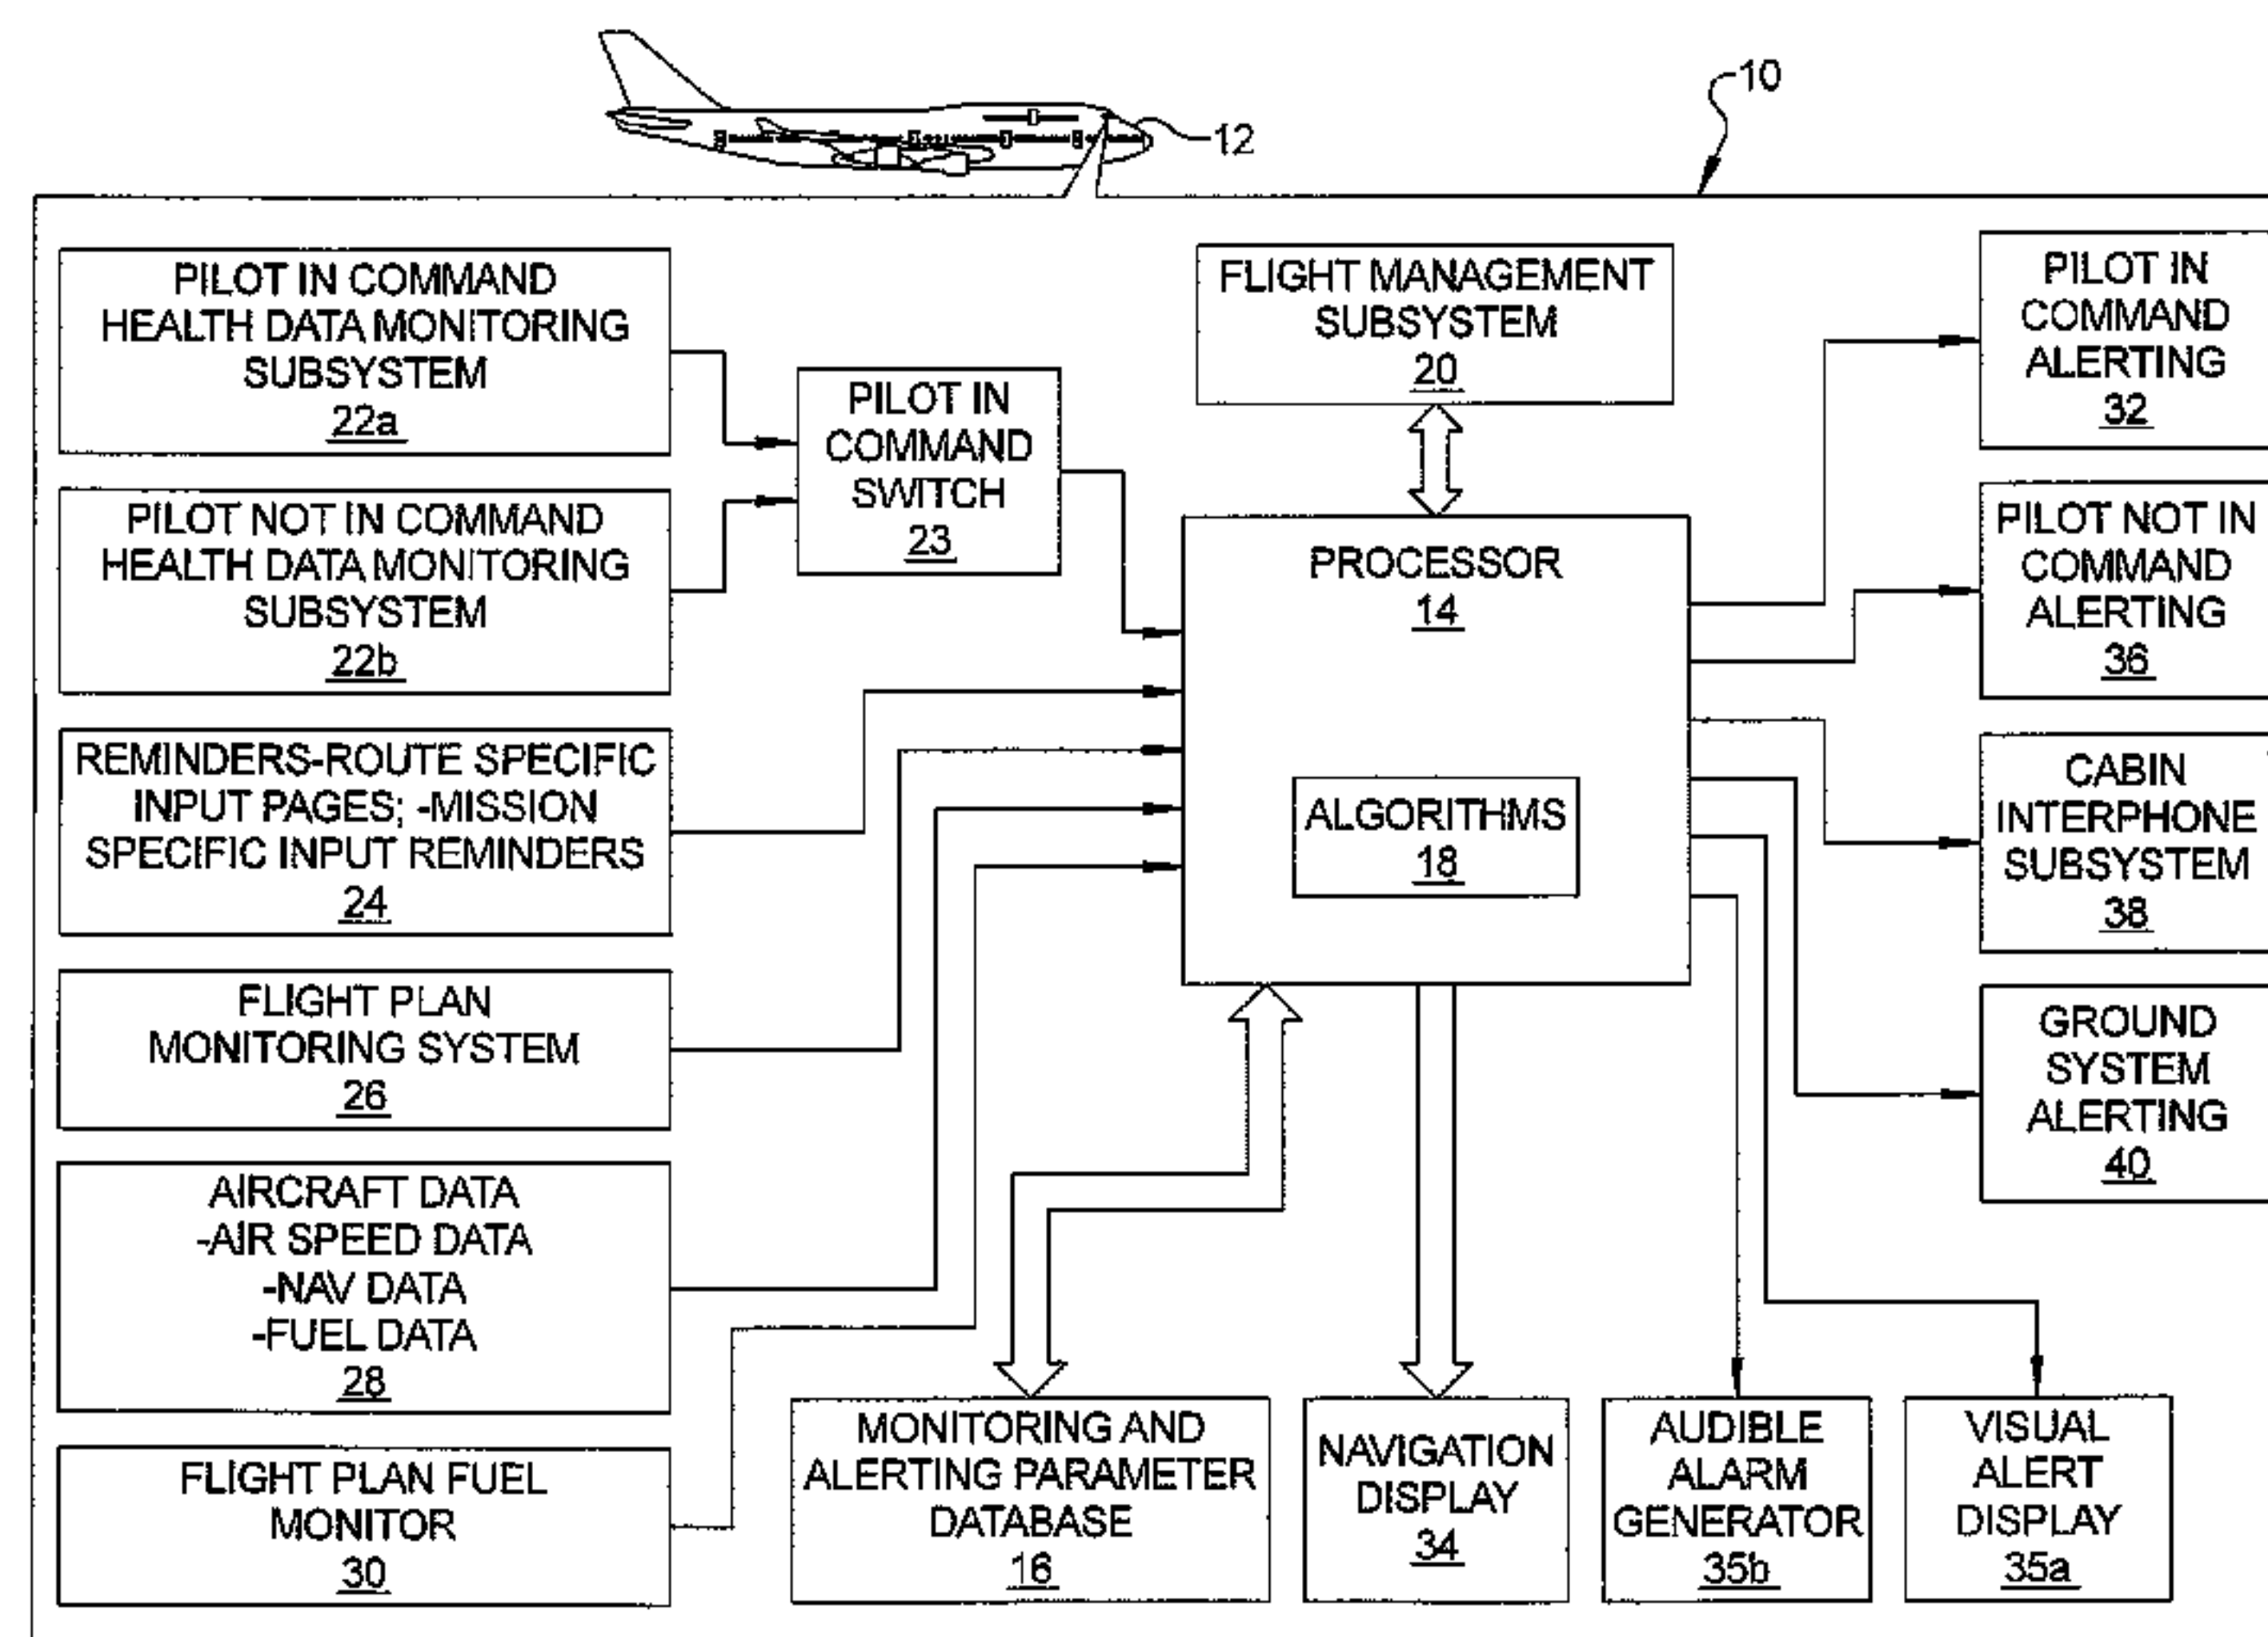 10
12
PILOT IN COMMAND
HEALTH DATA MONITORING
SUBSYSTEM
22a
PILOT NOT IN COMMAND
HEALTH DATA MONITORING
SUBSYSTEM
22b
REMINDERS-ROUTE SPECIFIC
INPUT PAGES; -MISSION
SPECIFIC INPUT REMINDERS
24
FLIGHT PLAN
MONITORING SYSTEM
26
AIRCRAFT DATA
-AIR SPEED DATA
-NAV DATA
-FUEL DATA
28
FLIGHT PLAN FUEL
MONITOR
30
PILOT IN
COMMAND
SWITCH
23
FLIGHT MANAGEMENT
SUBSYSTEM
20
PROCESSOR
14
ALGORITHMS
18
MONITORING AND
ALERTING PARAMETER
DATABASE
16
NAVIGATION
DISPLAY
34
AUDIBLE
ALARM
GENERATOR
35b
VISUAL
ALERT
DISPLAY
35a
PILOT IN
COMMAND
ALERTING
32
PILOT NOT IN
COMMAND
ALERTING
36
CABIN
INTERPHONE
SUBSYSTEM
38
GROUND
SYSTEM
ALERTING
40